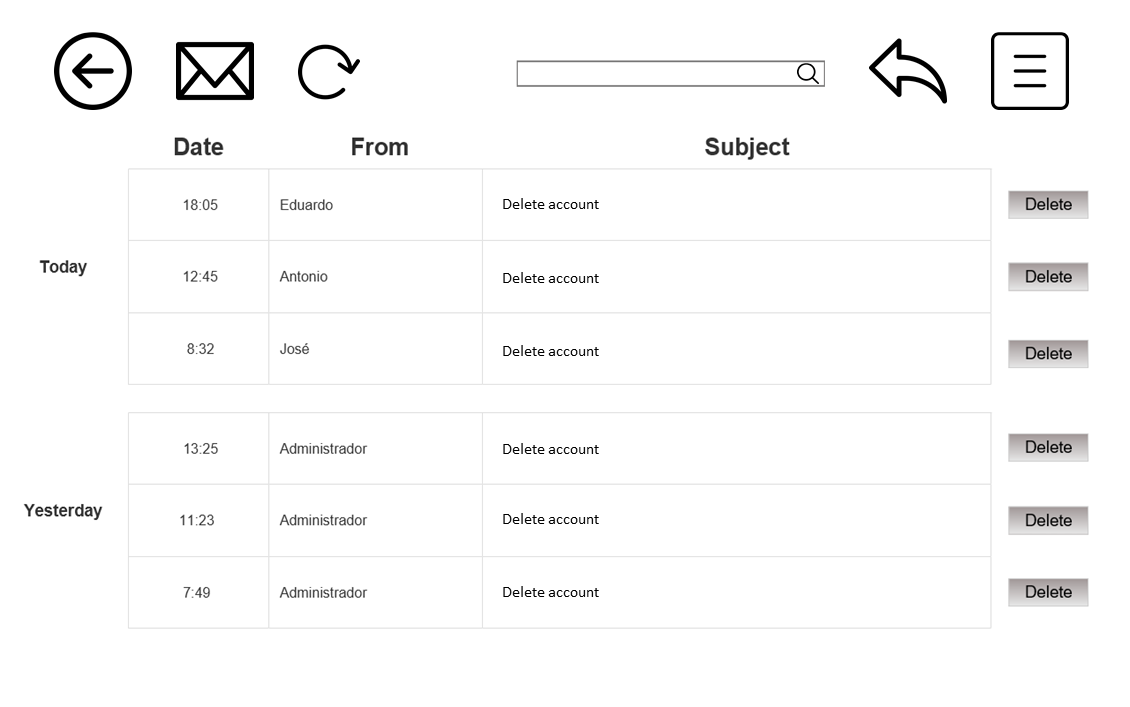 Date From Subject
18:05 Eduardo Delete account Delete
Today
12:45 Antonio Delete account Delete
8:32 José Delete account Delete
13:25 Administrador Delete account Delete
Yesterday
11:23 Administrador Delete account Delete
7:49 Administrador Delete account Delete